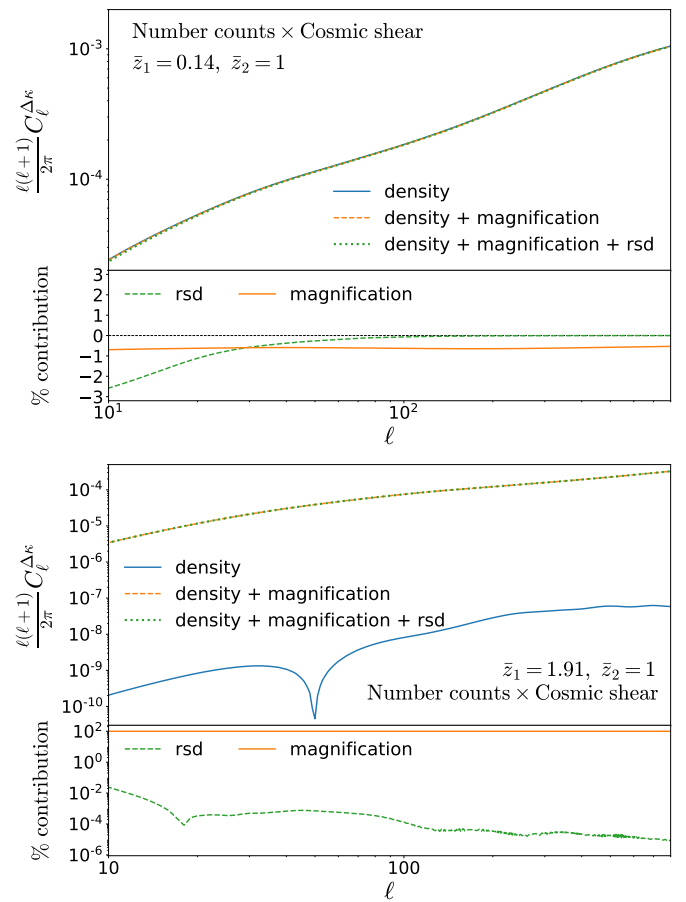 Number counts × Cosmic shear
z̄₁ = 0.14, z̄₂ = 1
10⁻³
10⁻⁴
ℓ(ℓ+1)/2π C_ℓ^{Δκ}
density
density + magnification
density + magnification + rsd
rsd
magnification
3
2
1
0
−1
−2
−3
% contribution
10¹
10²
ℓ
10⁻⁴
10⁻⁵
10⁻⁶
10⁻⁷
10⁻⁸
10⁻⁹
10⁻¹⁰
ℓ(ℓ+1)/2π C_ℓ^{Δκ}
density
density + magnification
density + magnification + rsd
z̄₁ = 1.91, z̄₂ = 1
Number counts × Cosmic shear
rsd
magnification
10²
10⁰
10⁻²
10⁻⁴
10⁻⁶
% contribution
10
100
ℓ